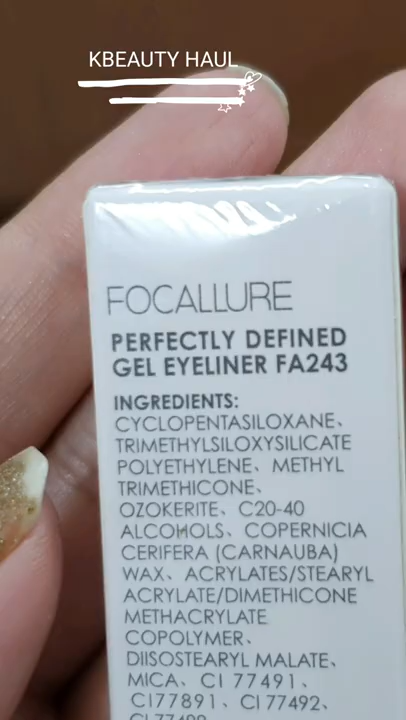 KBEAUTY HAUL
FOCALLURE
PERFECTLY DEFINED
GEL EYELINER FA243
INGREDIENTS:
CYCLOPENTASILOXANE、
TRIMETHYLSILOXYSILICATE
POLYETHYLENE、METHYL
TRIMETHICONE、
OZOKERITE、C20-40
ALCOHOLS、COPERNICIA
CERIFERA (CARNAUBA)
WAX、ACRYLATES/STEARYL
ACRYLATE/DIMETHICONE
METHACRYLATE
COPOLYMER、
DIISOSTEARYL MALATE、
MICA、CI 77491、
CI77891、CI 77492、